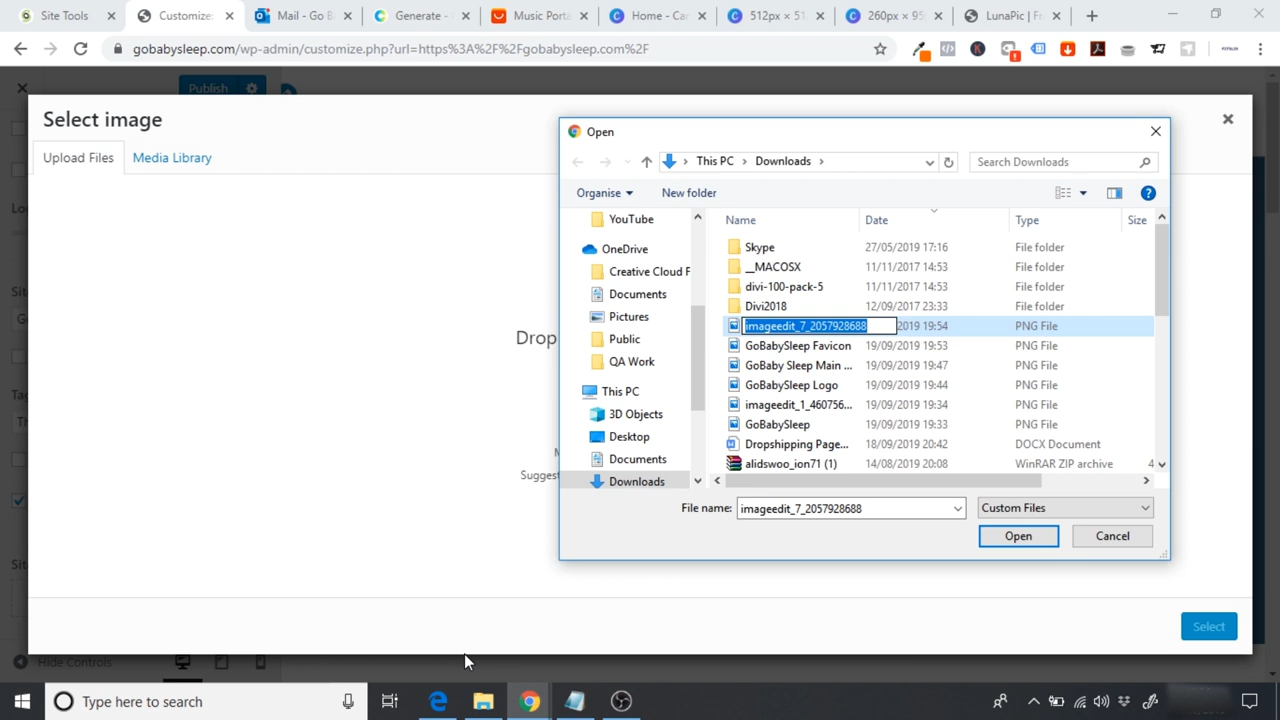 Site Tools
Customize:
Mail - Go B
Generate -
Music Porta
Home - Can
512px × 51
260px × 95
LunaPic | Fr
gobabysleep.com/wp-admin/customize.php?url=https%3A%2F%2Fgobabysleep.com%2F
Publish
Select image
Upload Files
Media Library
Drop
Sugges
Open
This PC
Downloads
Search Downloads
Organise
New folder
Name
Date
Type
Size
YouTube
OneDrive
Creative Cloud F
Documents
Pictures
Public
QA Work
This PC
3D Objects
Desktop
Documents
Downloads
Skype 27/05/2019 17:16 File folder
__MACOSX 11/11/2017 14:53 File folder
divi-100-pack-5 11/11/2017 14:53 File folder
Divi2018 12/09/2017 23:33 File folder
imageedit_7_2057928688 2019 19:54 PNG File
GoBabySleep Favicon 19/09/2019 19:53 PNG File
GoBaby Sleep Main ... 19/09/2019 19:47 PNG File
GoBabySleep Logo 19/09/2019 19:44 PNG File
imageedit_1_460756... 19/09/2019 19:34 PNG File
GoBabySleep 19/09/2019 19:33 PNG File
Dropshipping Page... 18/09/2019 20:42 DOCX Document
alidswoo_ion71 (1) 14/08/2019 20:08 WinRAR ZIP archive 4
File name: imageedit_7_2057928688
Custom Files
Open
Cancel
Select
Hide Controls
Type here to search